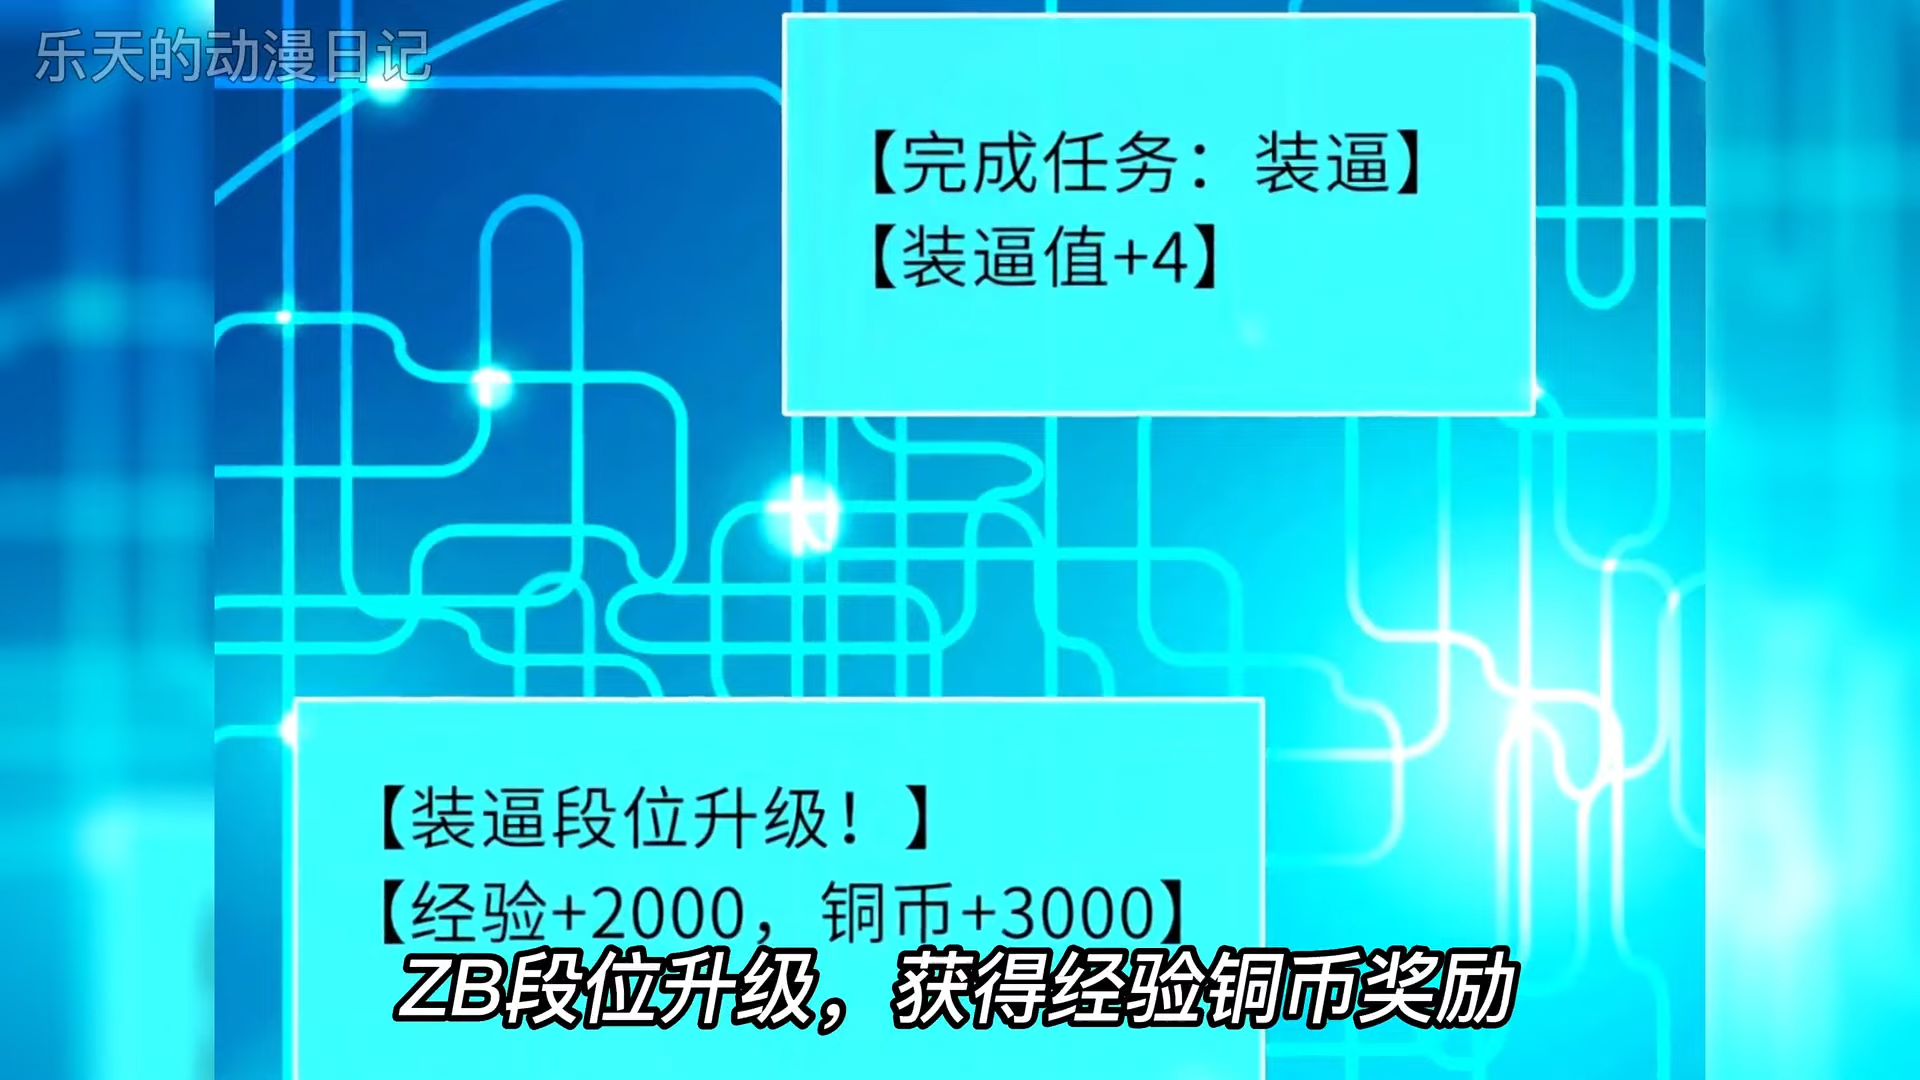 乐天的动漫日记
【完成任务：装逼】
【装逼值+4】
【装逼段位升级！】
【经验+2000，铜币+3000】
ZB段位升级，获得经验铜币奖励